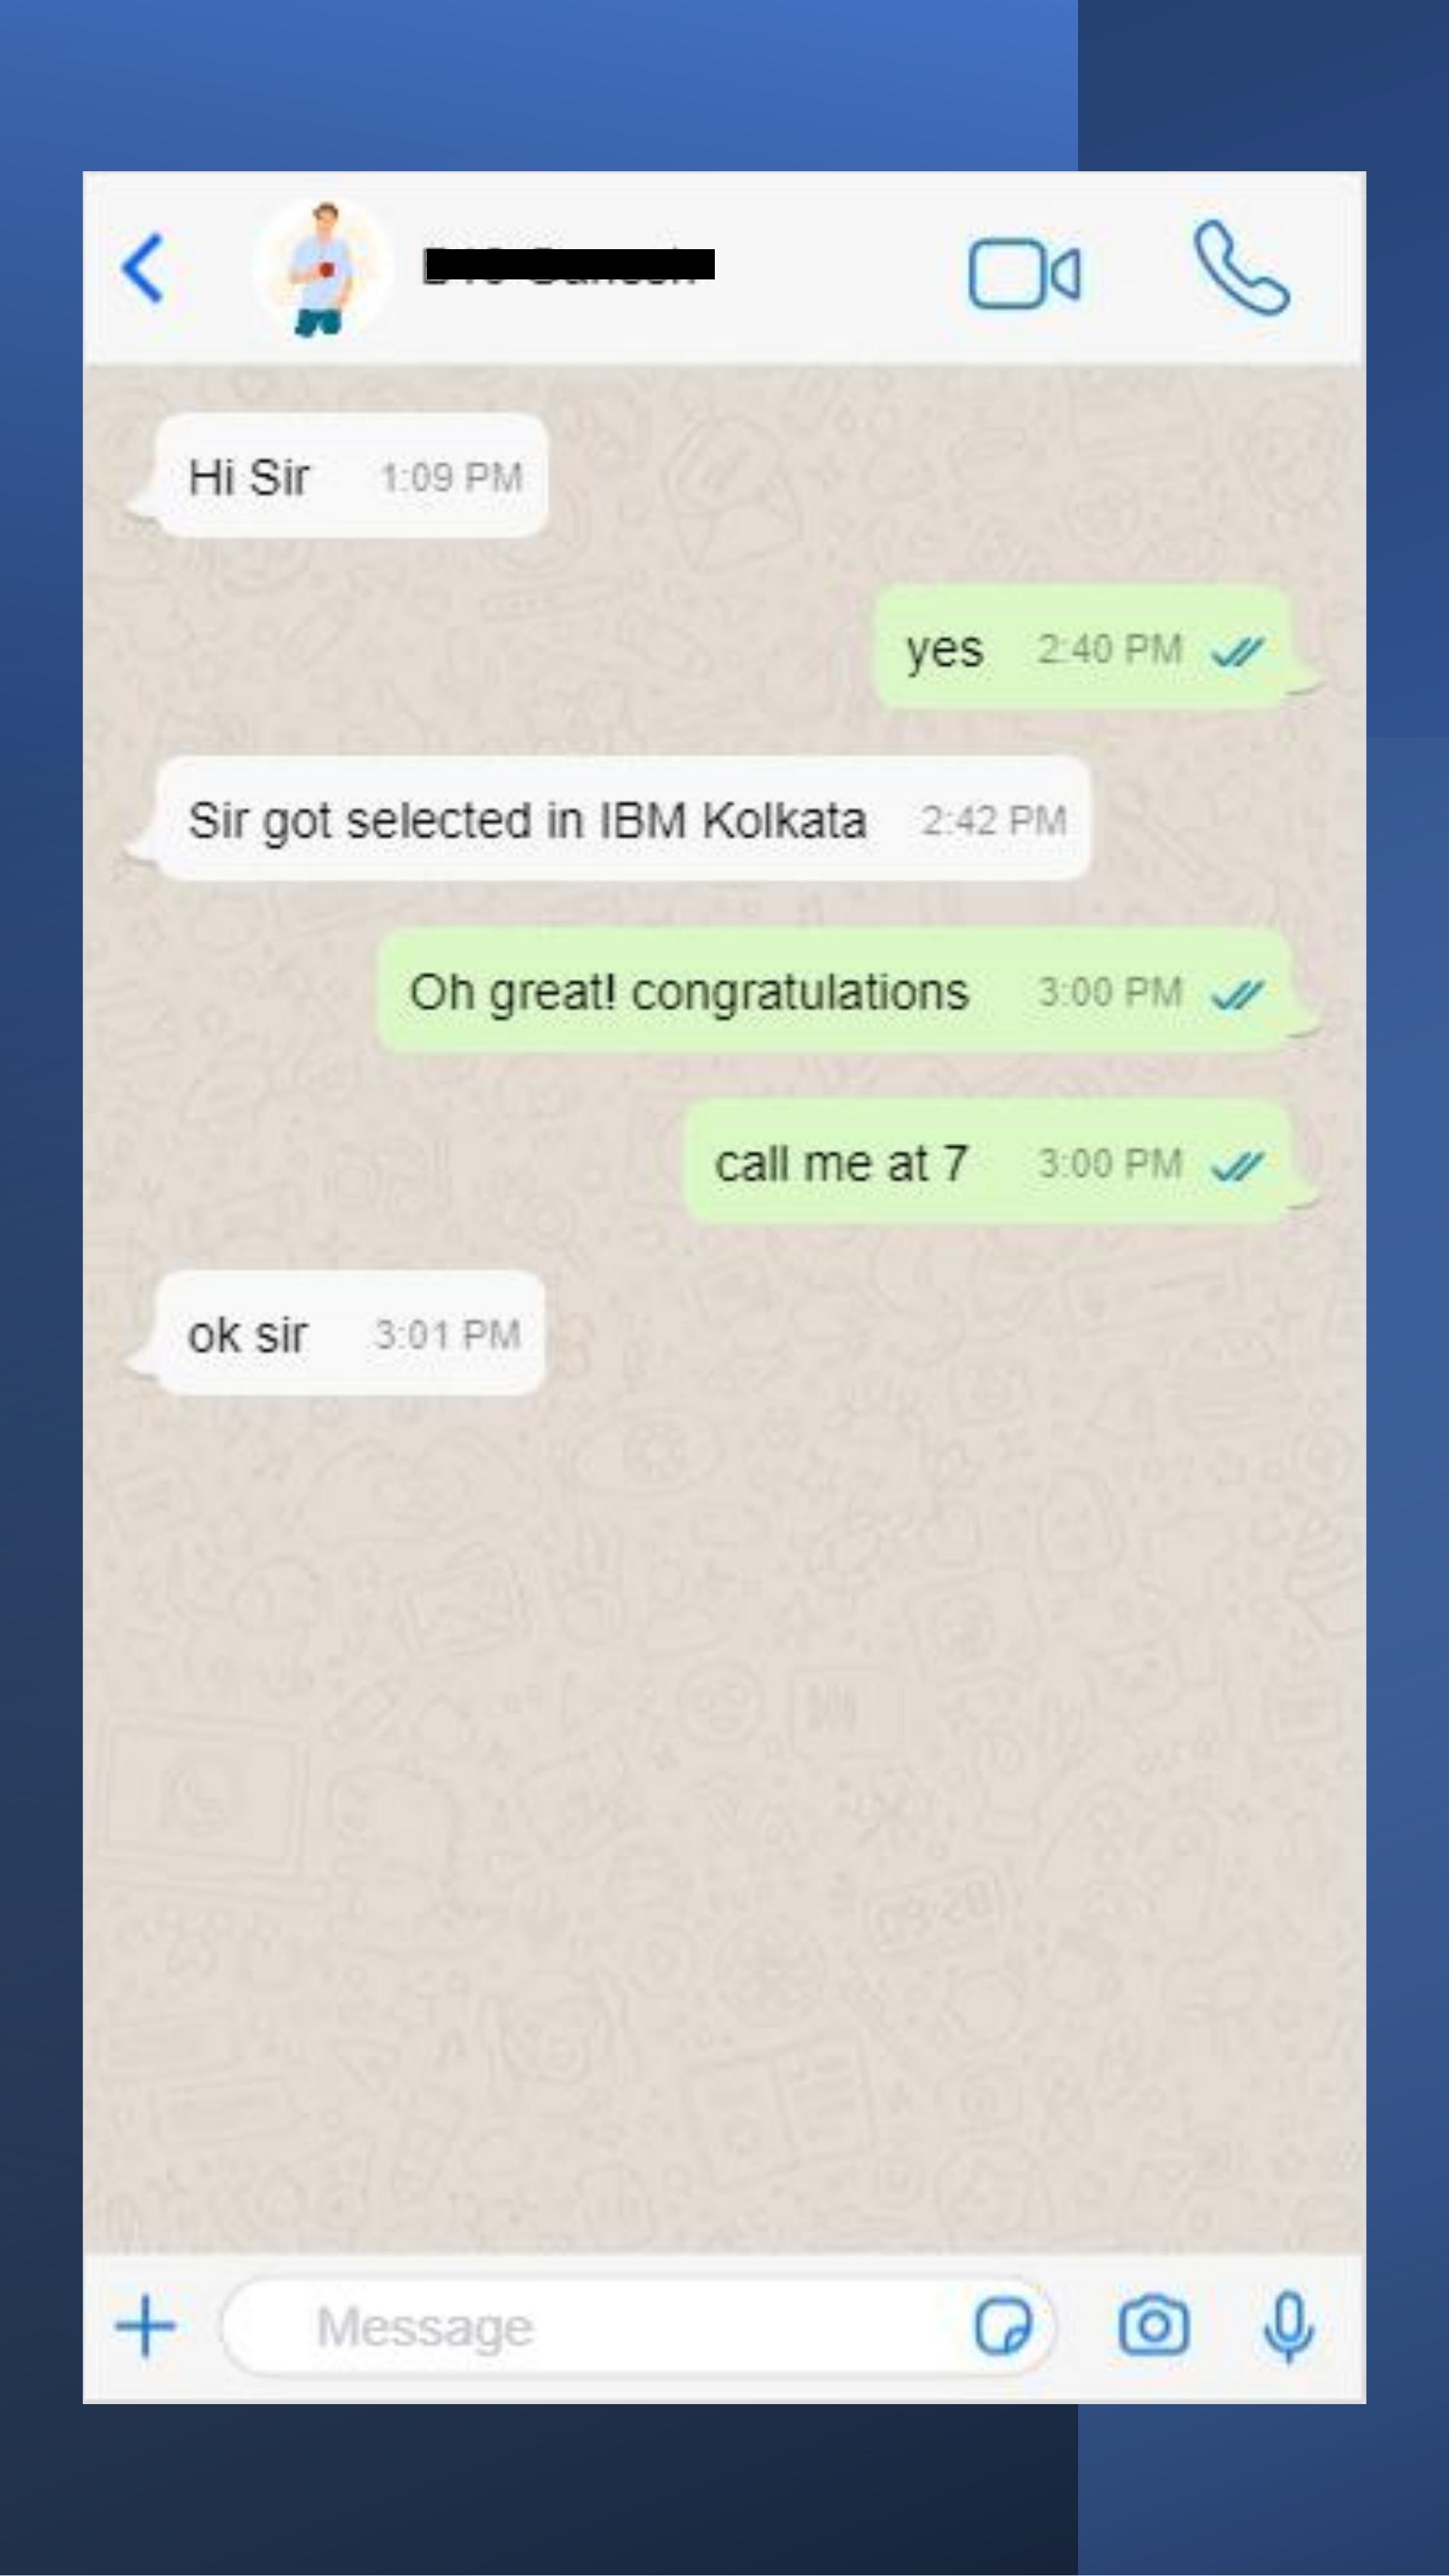 Hi Sir 1:09 PM
yes 2:40 PM
Sir got selected in IBM Kolkata 2:42 PM
Oh great! congratulations 3:00 PM
call me at 7 3:00 PM
ok sir 3:01 PM
Message